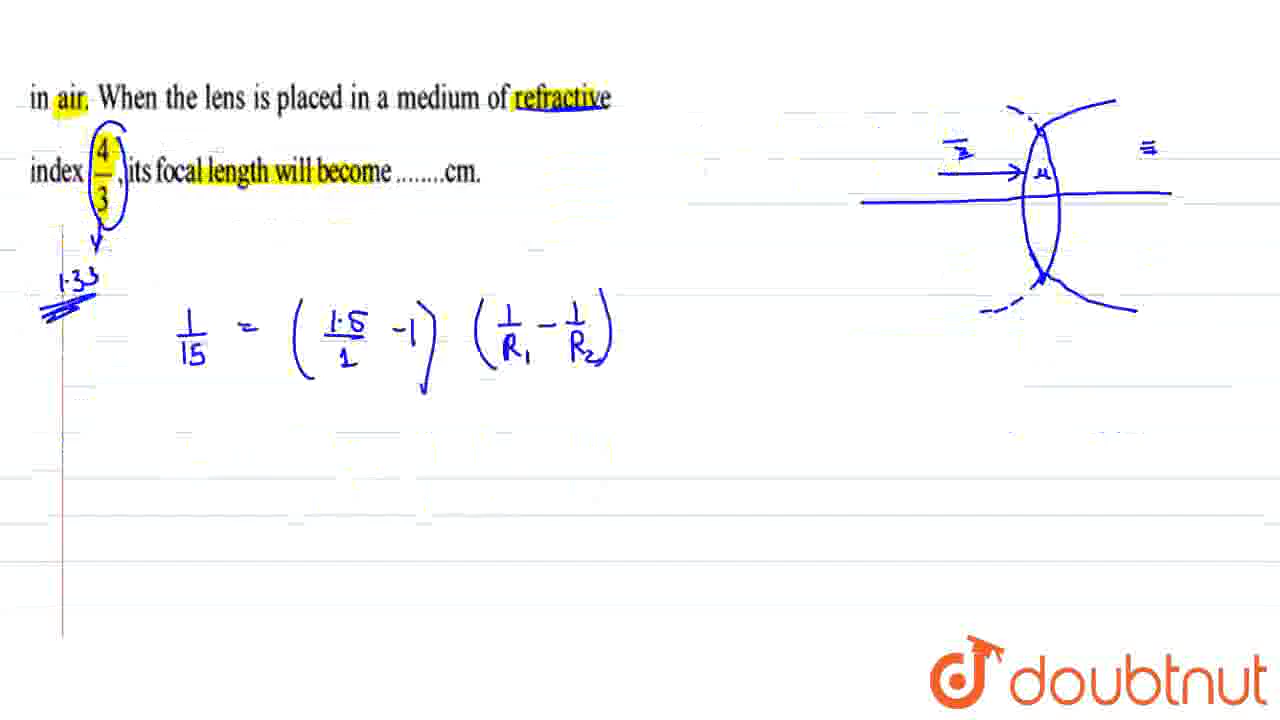 in air. When the lens is placed in a medium of refractive
index 4/3, its focal length will become ........cm.
1.33
1/15 = (1.5/1 - 1) (1/R₁ - 1/R₂)
μ
doubtnut